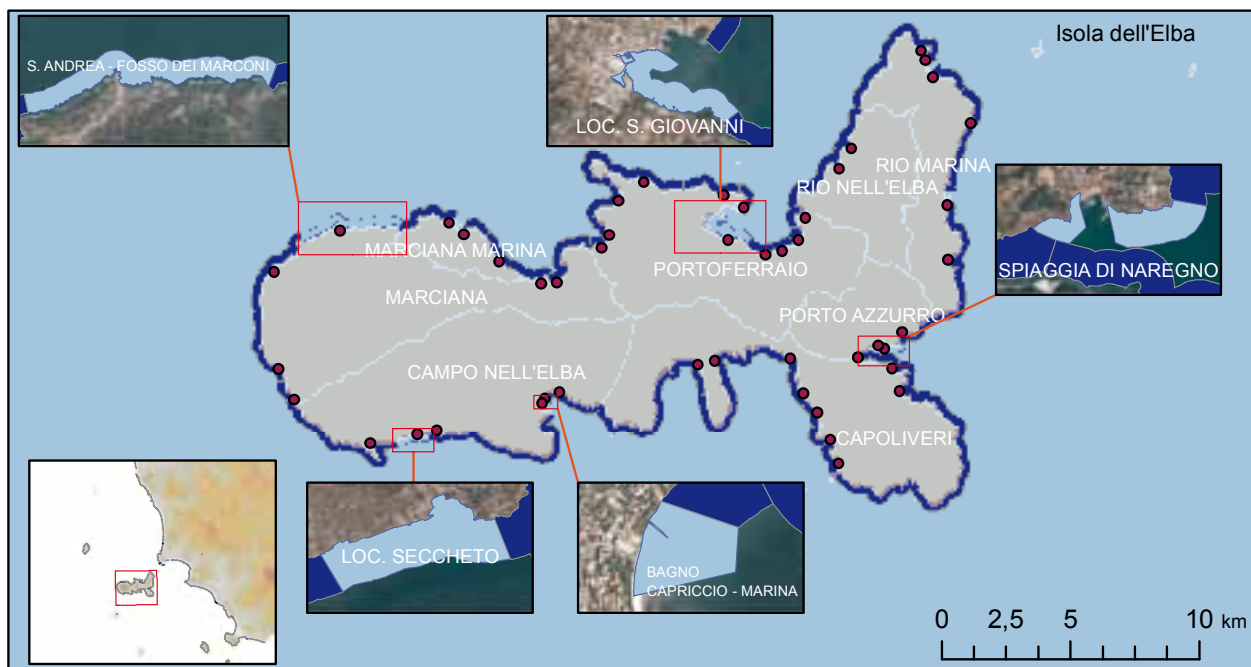 Isola dell'Elba
S. ANDREA - FOSSO DEI MARCONI
LOC. S. GIOVANNI
RIO MARINA
RIO NELL'ELBA
MARCIANA MARINA
PORTOFERRAIO
SPIAGGIA DI NAREGNO
MARCIANA
PORTO AZZURRO
CAMPO NELL'ELBA
CAPOLIVERI
LOC. SECCHETO
BAGNO
CAPRICCIO - MARINA
0 2,5 5 10 km